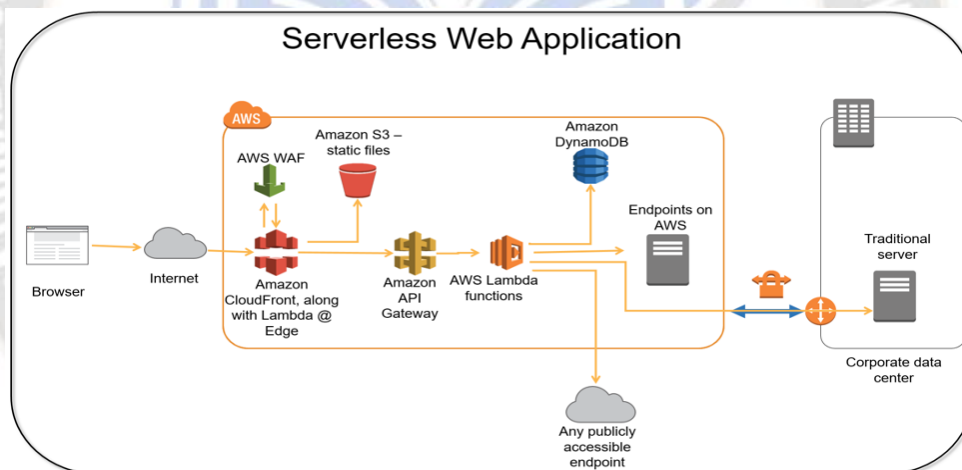 Serverless Web Application
AWS
Amazon S3 –
static files
AWS WAF
Amazon
DynamoDB
Endpoints on
AWS
Traditional
server
Browser
Internet
Amazon
CloudFront, along
with Lambda @
Edge
Amazon
API
Gateway
AWS Lambda
functions
Corporate data
center
Any publicly
accessible
endpoint